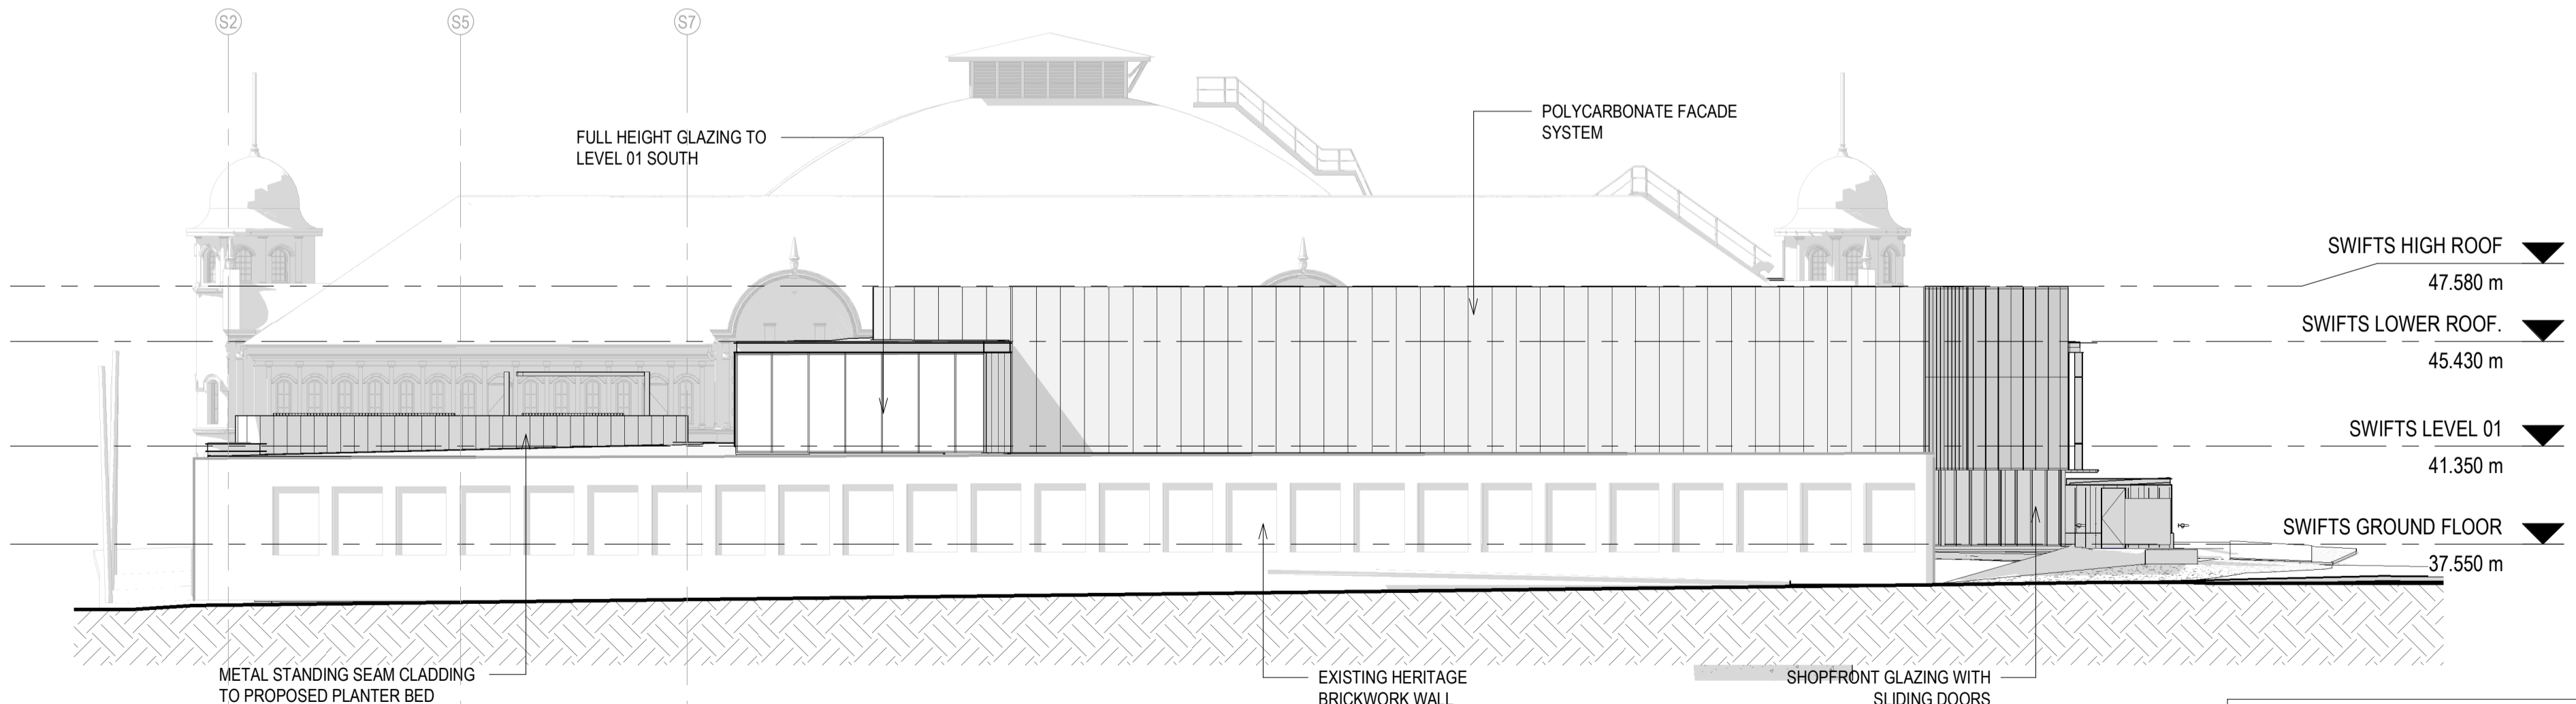 S2
S5
S7
FULL HEIGHT GLAZING TO
LEVEL 01 SOUTH
POLYCARBONATE FACADE
SYSTEM
SWIFTS HIGH ROOF
47.580 m
SWIFTS LOWER ROOF.
45.430 m
SWIFTS LEVEL 01
41.350 m
SWIFTS GROUND FLOOR
37.550 m
METAL STANDING SEAM CLADDING
TO PROPOSED PLANTER BED
EXISTING HERITAGE
BRICKWORK WALL
SHOPFRONT GLAZING WITH
SLIDING DOORS